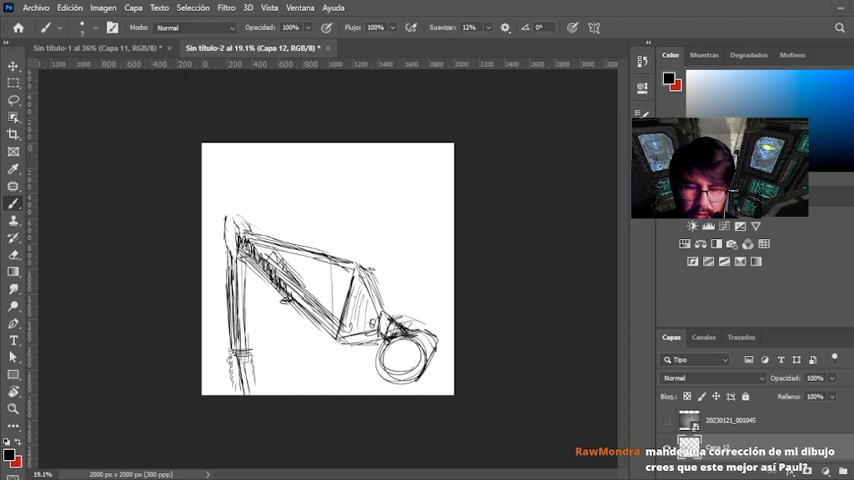 Archivo Edición Imagen Capa Texto Selección Filtro 3D Vista Ventana Ayuda
Modo: Normal Opacidad: 100% Flujo: 100% Suavizar: 12% 0°
Sin título-1 al 36% (Capa 11, RGB/8) * × Sin título-2 al 19.1% (Capa 12, RGB/8) * ×
Color Muestras Degradados Motivos
Capas Canales Trazados
Tipo
Normal Opacidad: 100%
Bloq.: Relleno: 100%
20230121_001045
RawMondra mande una corrección de mi dibujo
crees que este mejor así Paul?
19.1% 2000 px x 2000 px (300 ppp)